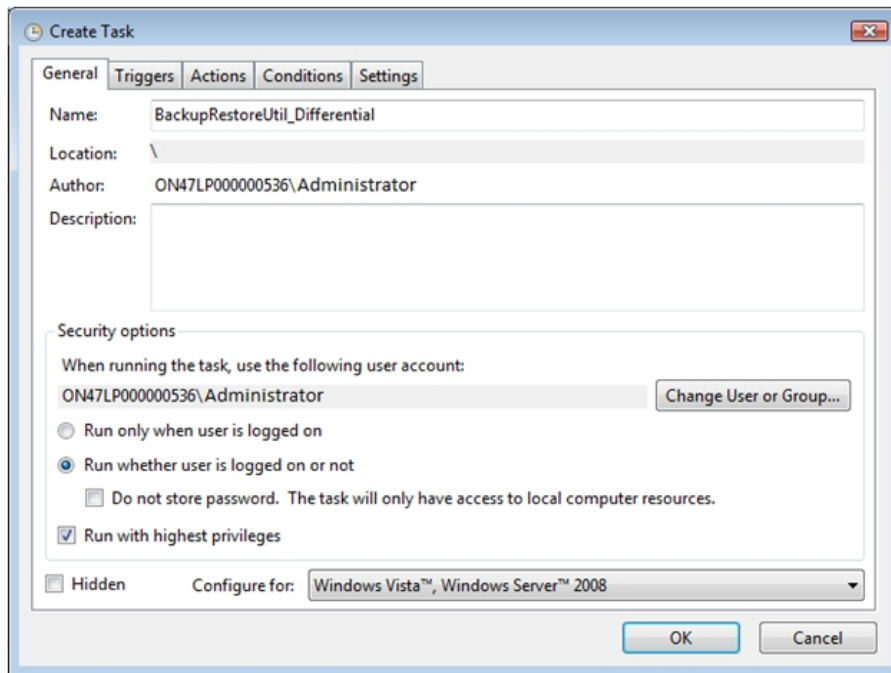 Create Task
General Triggers Actions Conditions Settings
Name: BackupRestoreUtil_Differential
Location: \
Author: ON47LP000000536\Administrator
Description:
Security options
When running the task, use the following user account:
ON47LP000000536\Administrator Change User or Group...
Run only when user is logged on
Run whether user is logged on or not
Do not store password. The task will only have access to local computer resources.
Run with highest privileges
Hidden Configure for: Windows Vista™, Windows Server™ 2008
OK Cancel